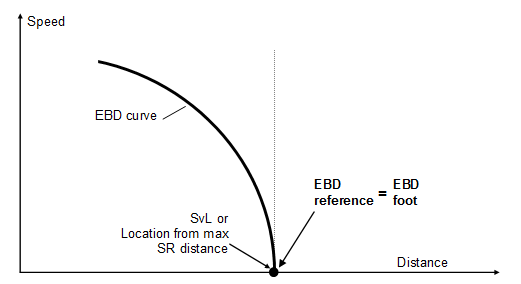 Speed
EBD curve
EBD
reference
=
EBD
foot
SvL or
Location from max
SR distance
Distance